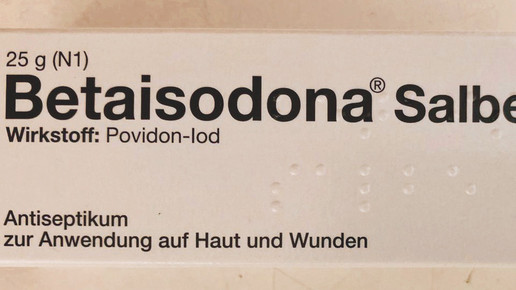 25 g (N1)
Betaisodona® Salbe
Wirkstoff: Povidon-Iod
Antiseptikum
zur Anwendung auf Haut und Wunden